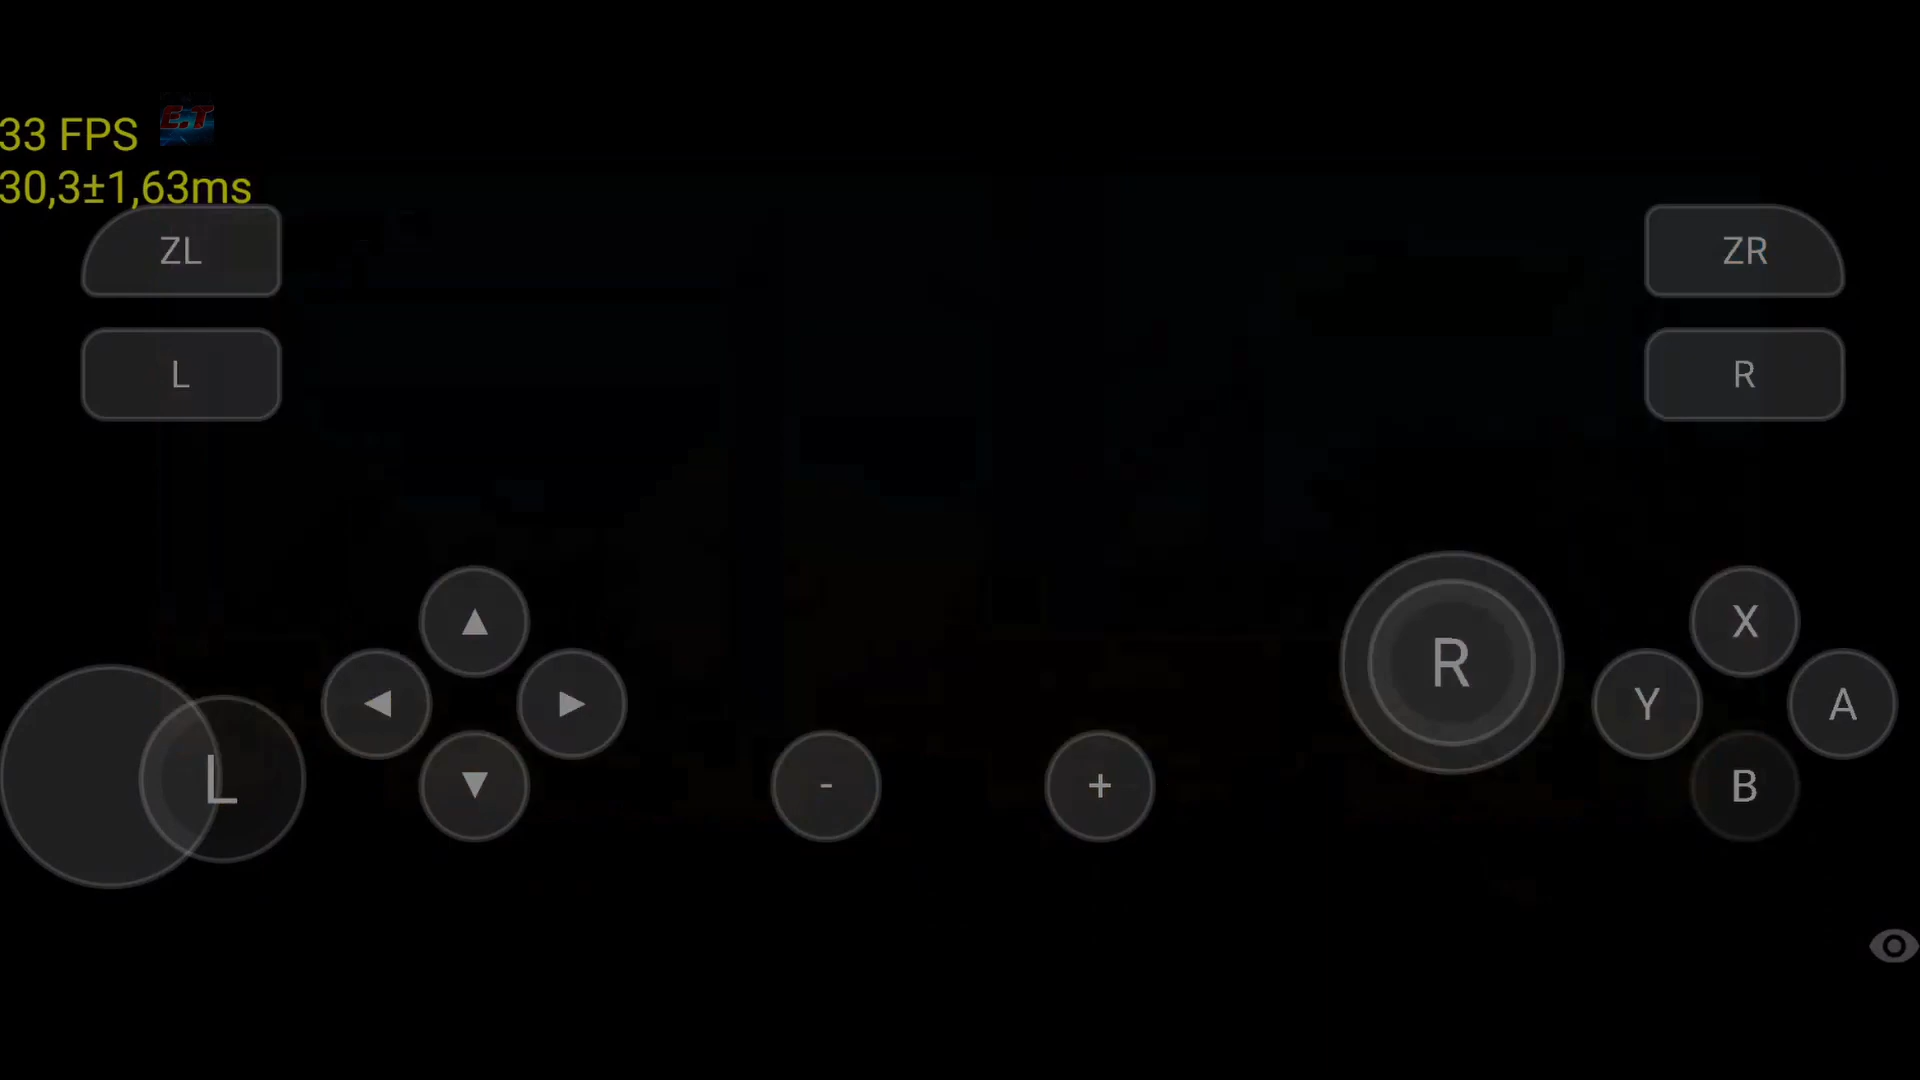 33 FPS
E.T
30,3±1,63ms
ZL
ZR
L
R
▲
R
X
◀
▶
Y
A
L
▼
-
+
B